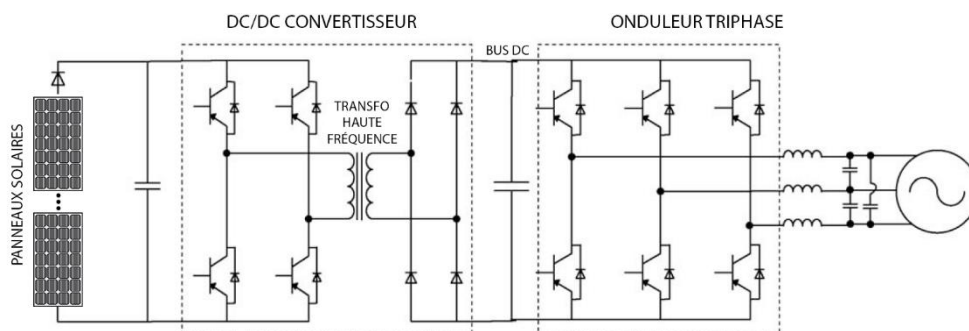 DC/DC CONVERTISSEUR
ONDULEUR TRIPHASE
BUS DC
TRANSFO
HAUTE
FRÉQUENCE
PANNEAUX SOLAIRES